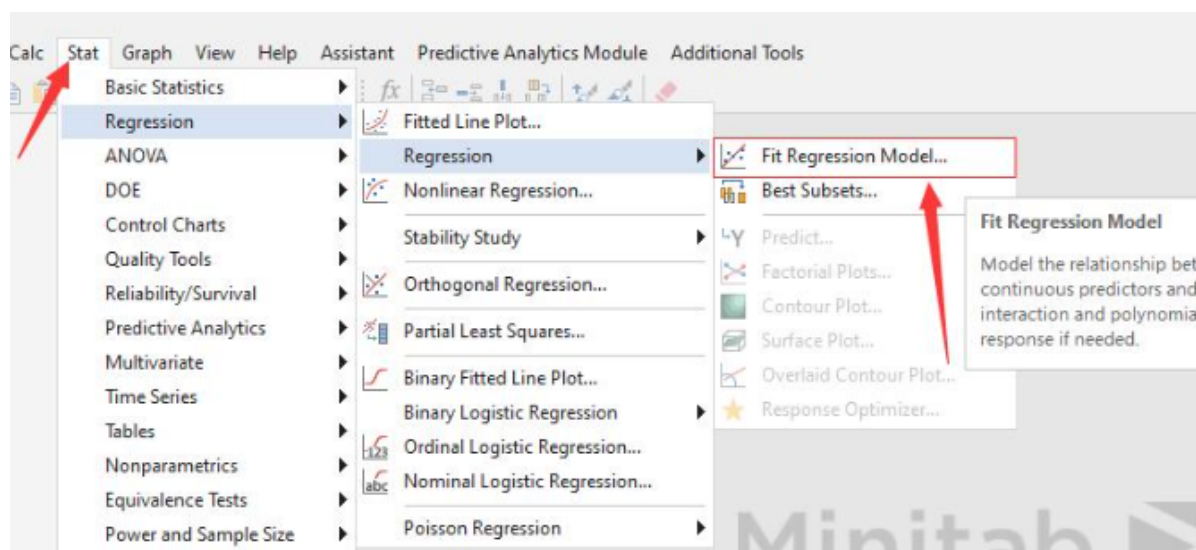 Calc Stat Graph View Help Assistant Predictive Analytics Module Additional Tools
Basic Statistics
Regression
ANOVA
DOE
Control Charts
Quality Tools
Reliability/Survival
Predictive Analytics
Multivariate
Time Series
Tables
Nonparametrics
Equivalence Tests
Power and Sample Size
fx
Fitted Line Plot...
Regression
Nonlinear Regression...
Stability Study
Orthogonal Regression...
Partial Least Squares...
Binary Fitted Line Plot...
Binary Logistic Regression
123 Ordinal Logistic Regression...
abc Nominal Logistic Regression...
Poisson Regression
Fit Regression Model...
Best Subsets...
Y Predict...
Factorial Plots...
Contour Plot...
Surface Plot...
Overlaid Contour Plot...
Response Optimizer...
Fit Regression Model
Model the relationship bet
continuous predictors and
interaction and polynomia
response if needed.
Minitab